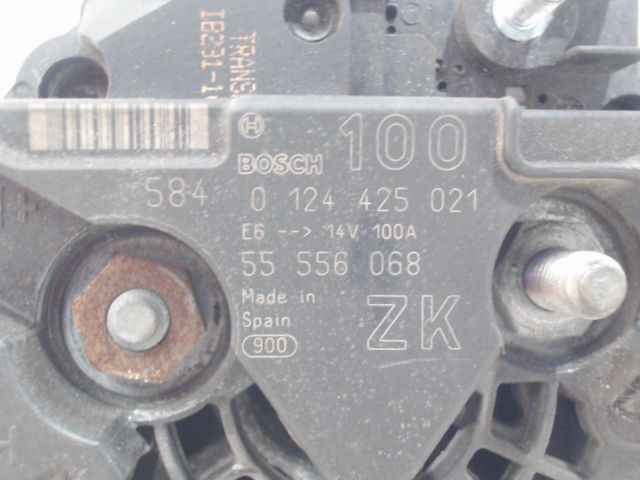 TRANS
IB231-1
H
BOSCH 100
584 0 124 425 021
E6 --> 14V 100A
55 556 068
Made in
Spain ZK
900